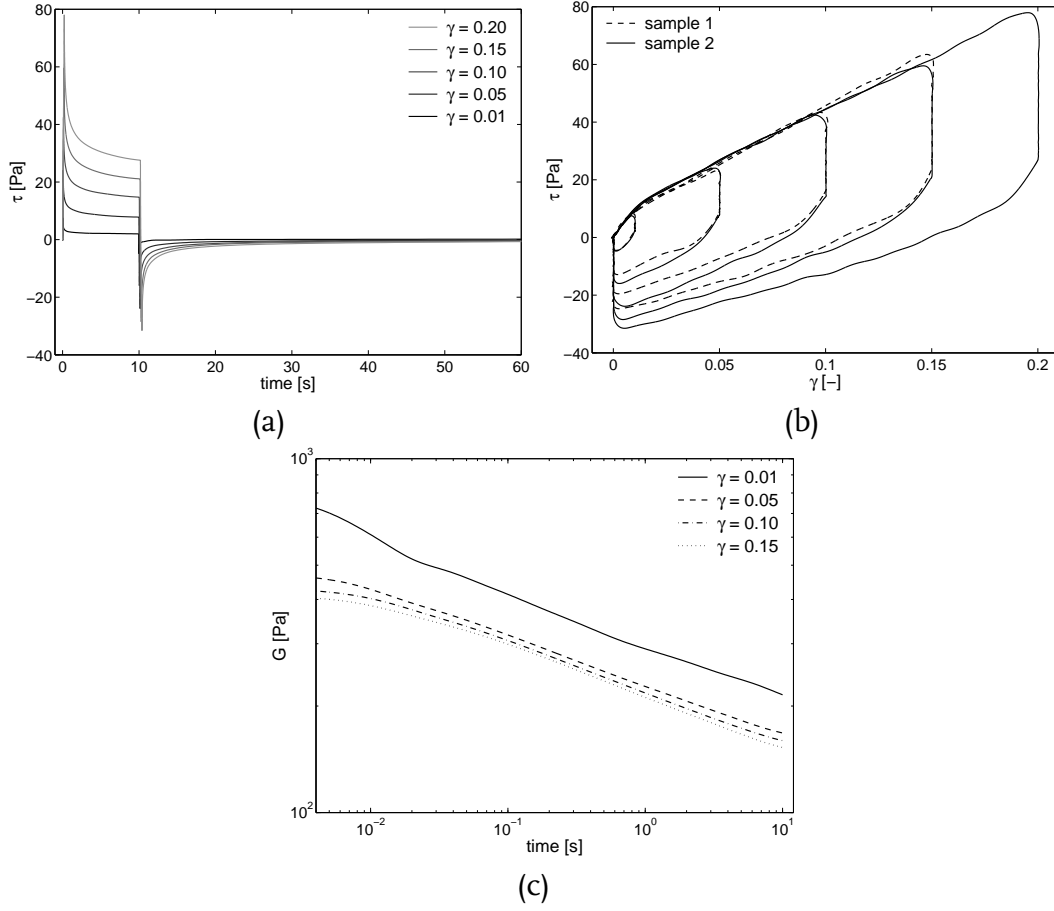 80
60
40
20
0
−20
−40
0
10
20
30
40
50
60
τ [Pa]
time [s]
γ = 0.20
γ = 0.15
γ = 0.10
γ = 0.05
γ = 0.01
(a)
80
60
40
20
0
−20
−40
0
0.05
0.1
0.15
0.2
τ [Pa]
γ [-]
sample 1
sample 2
(b)
10³
10²
10⁻²
10⁻¹
10⁰
10¹
G [Pa]
time [s]
γ = 0.01
γ = 0.05
γ = 0.10
γ = 0.15
(c)